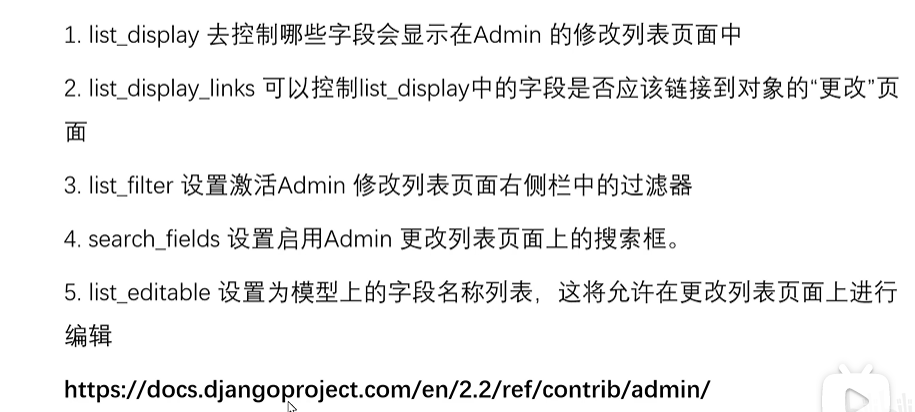 1. list_display 去控制哪些字段会显示在Admin 的修改列表页面中
2. list_display_links 可以控制list_display中的字段是否应该链接到对象的“更改”页
面
3. list_filter 设置激活Admin 修改列表页面右侧栏中的过滤器
4. search_fields 设置启用Admin 更改列表页面上的搜索框。
5. list_editable 设置为模型上的字段名称列表，这将允许在更改列表页面上进行
编辑
https://docs.djangoproject.com/en/2.2/ref/contrib/admin/